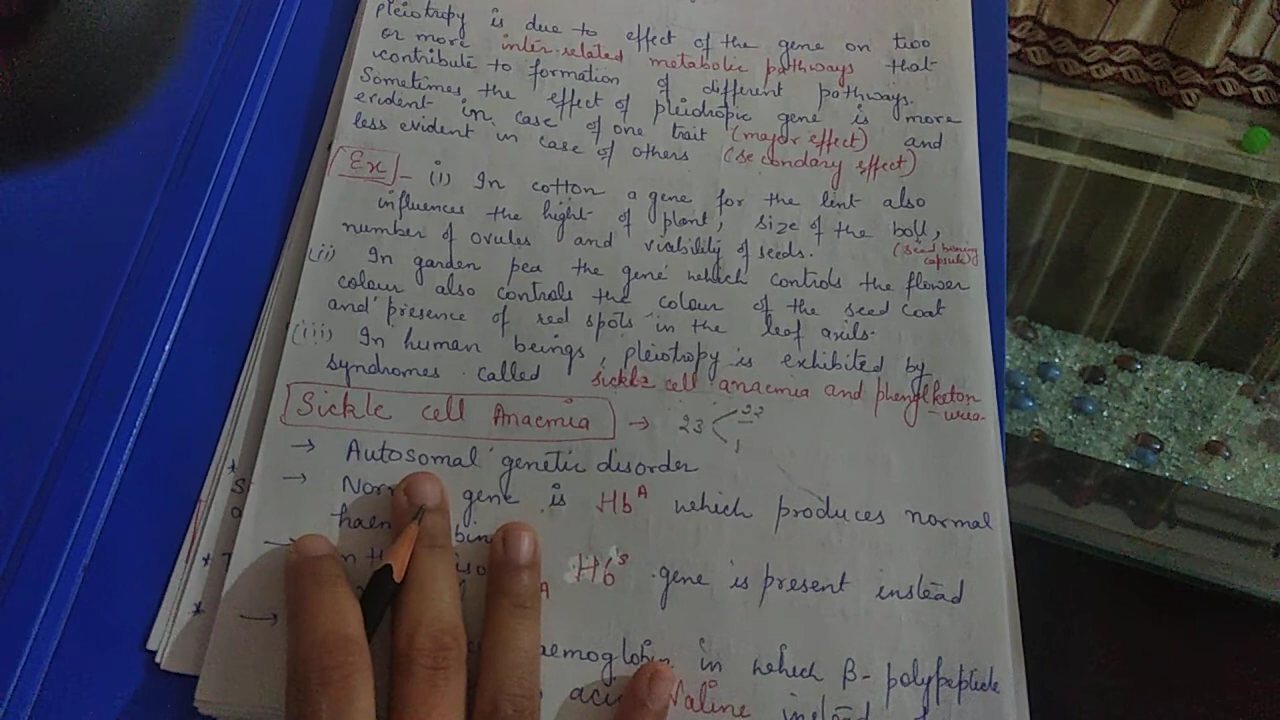 pleiotropy is due to effect of the gene on two
or more inter-related metabolic pathways that
contribute to formation of different pathways.
Sometimes the effect of pleiotropic gene is more
evident in case of one trait (major effect) and
less evident in case of others (secondary effect)
Ex - (i) In cotton a gene for the lint also
influences the hight of plant, size of the boll,
number of ovules and viability of seeds. (seed bearing
capsule)
(ii) In garden pea the gene which controls the flower
colour also controls the colour of the seed coat
and presence of red spots in the leaf axils.
(iii) In human beings, pleiotropy is exhibited by
syndromes called sickle cell anaemia and phenylketon
-uria.
Sickle cell Anaemia → 23 < 22
1
→ Autosomal genetic disorder
→ gene is Hb^A which produces normal
→ Hb^s gene is present instead
A
→ in which β-polypeptide
Valine instead